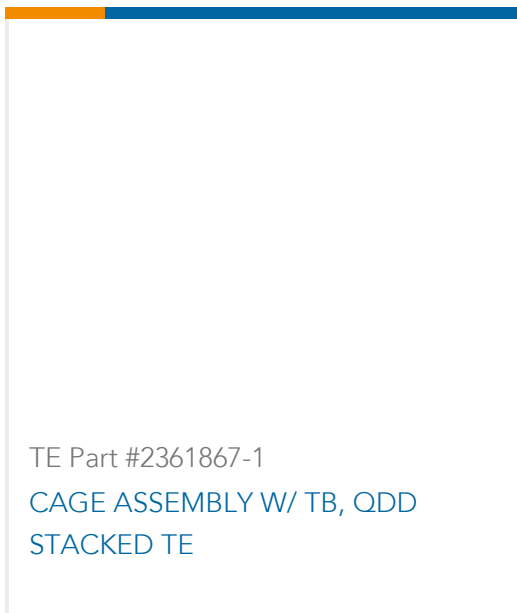 TE Part #2361867-1
CAGE ASSEMBLY W/ TB, QDD
STACKED TE